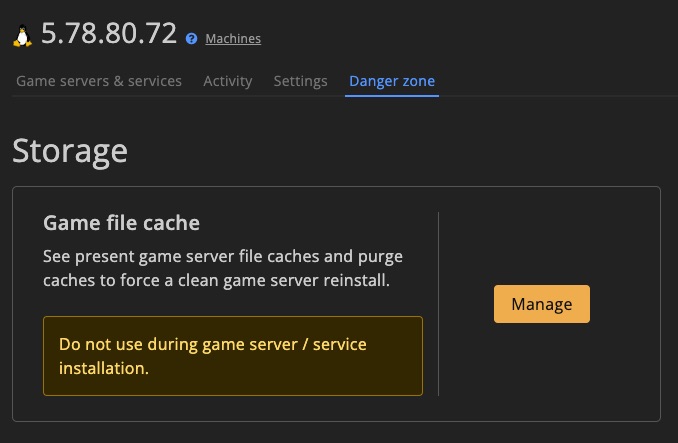 5.78.80.72 ? Machines
Game servers & services Activity Settings Danger zone
Storage
Game file cache
See present game server file caches and purge
caches to force a clean game server reinstall.
Manage
Do not use during game server / service
installation.